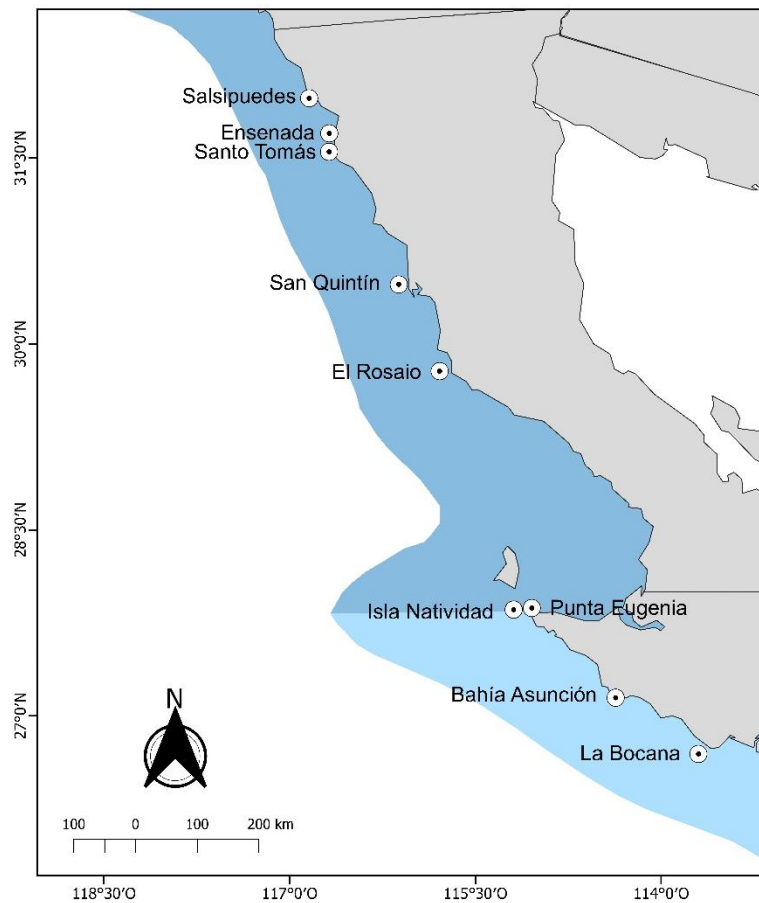 Salsipuedes
Ensenada
31°30'N
Santo Tomás
San Quintín
30°0'N
El Rosaio
28°30'N
Isla Natividad
Punta Eugenia
27°0'N
Bahía Asunción
La Bocana
N
100 0 100 200 km
118°30'O 117°0'O 115°30'O 114°0'O